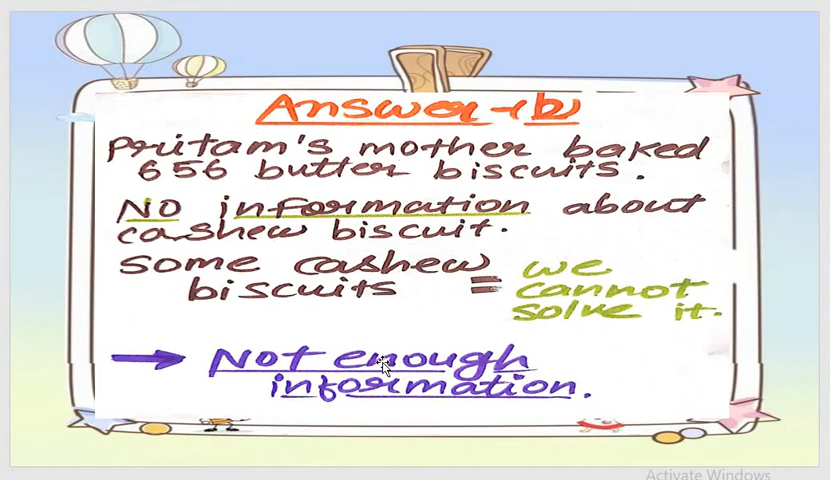 Answer-b
Pritam's mother baked
656 butter biscuits.
No information about
cashew biscuit.
Some cashew we
biscuits = cannot
solve it.
→ Not enough
information.
Activate Windows